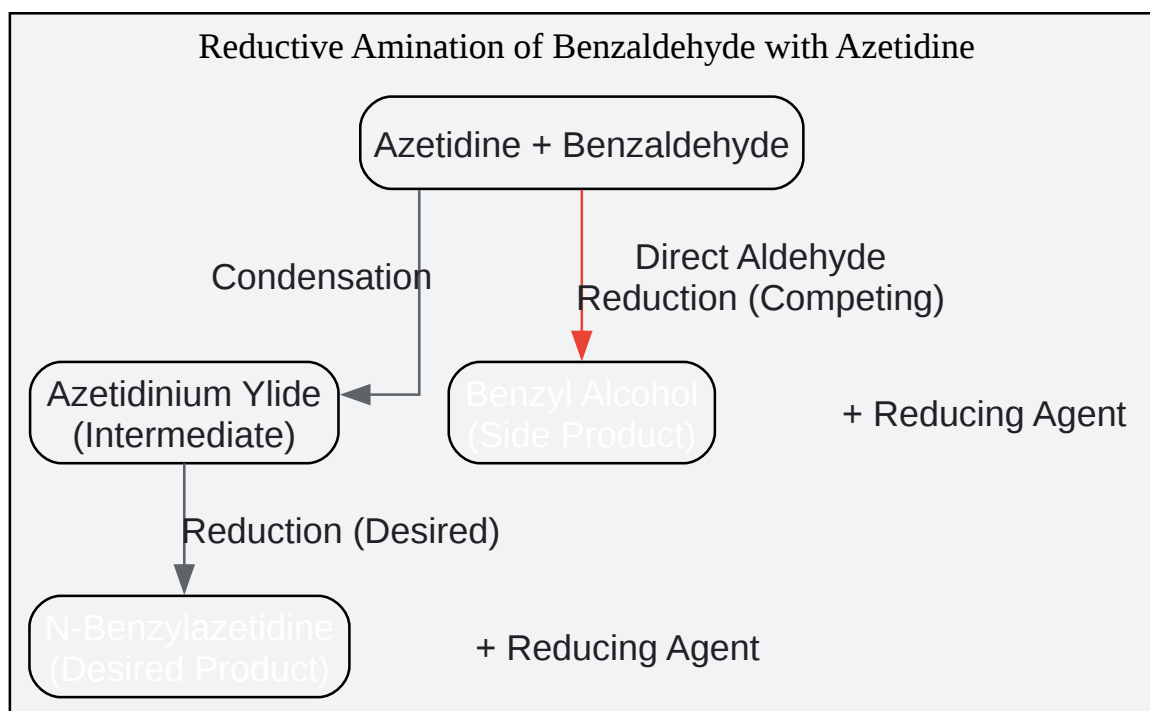 Reductive Amination of Benzaldehyde with Azetidine
Azetidine + Benzaldehyde
Condensation
Direct Aldehyde
Reduction (Competing)
Azetidinium Ylide
(Intermediate)
Benzyl Alcohol
(Side Product)
+ Reducing Agent
Reduction (Desired)
N-Benzylazetidine
(Desired Product)
+ Reducing Agent